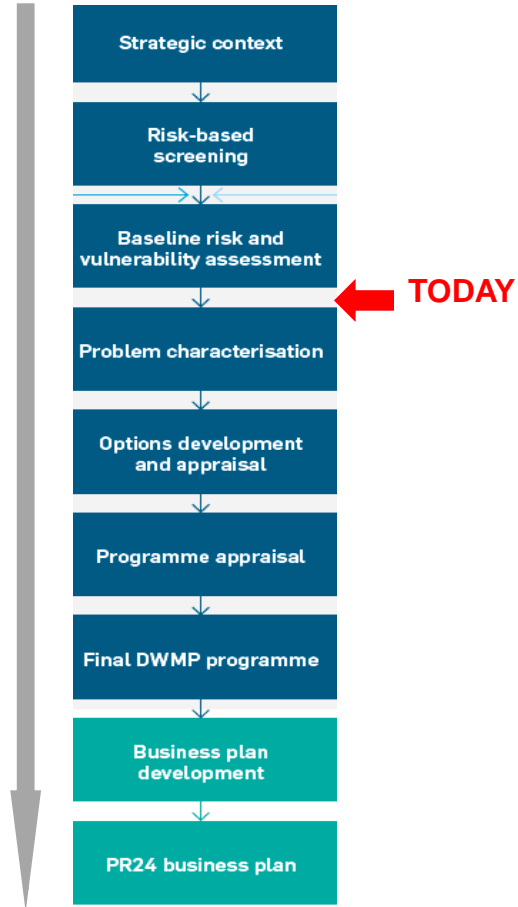 Strategic context
Risk-based
screening
Baseline risk and
vulnerability assessment
TODAY
Problem characterisation
Options development
and appraisal
Programme appraisal
Final DWMP programme
Business plan
development
PR24 business plan